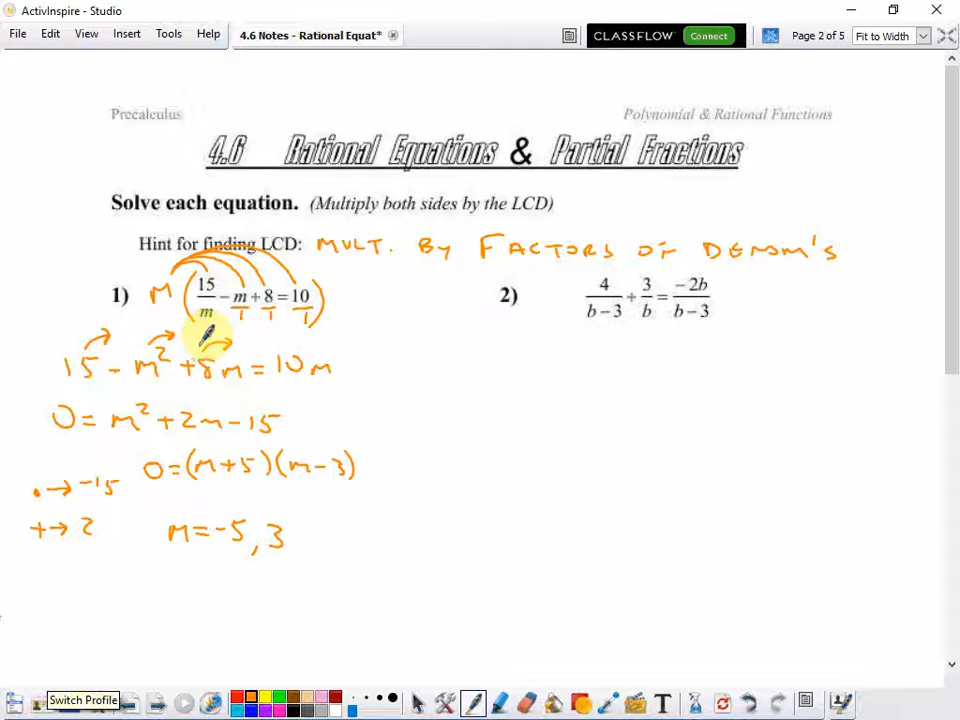 ActivInspire - Studio
File Edit View Insert Tools Help 4.6 Notes - Rational Equat* CLASSFLOW Connect Page 2 of 5 Fit to Width
Precalculus Polynomial & Rational Functions
4.6 Rational Equations & Partial Fractions
Solve each equation. (Multiply both sides by the LCD)
Hint for finding LCD: MULT. BY FACTORS OF DENOM'S
1) M (15/m − m/1 + 8/1 = 10/1)
2) 4/(b−3) + 3/b = −2b/(b−3)
15 − m² + 8m = 10m
0 = m² + 2m − 15
0 = (m+5)(m−3)
• → −15
+ → 2
m = −5, 3
Switch Profile